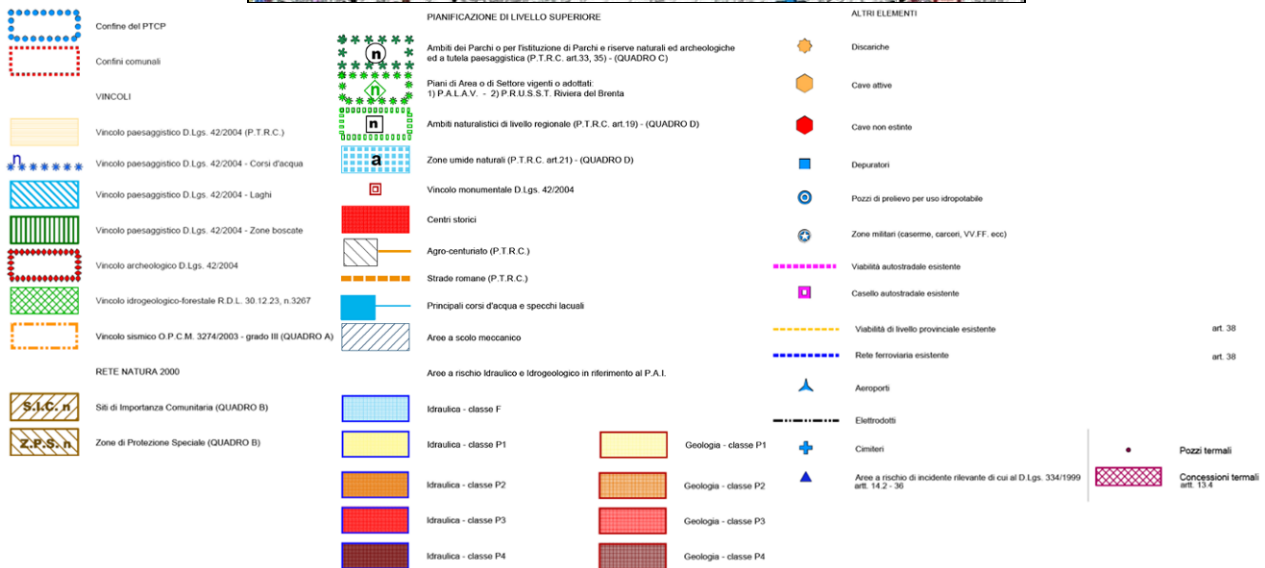 Confine del PTCP
Confini comunali
VINCOLI
Vincolo paesaggistico D.Lgs. 42/2004 (P.T.R.C.)
n
Vincolo paesaggistico D.Lgs. 42/2004 - Corsi d'acqua
Vincolo paesaggistico D.Lgs. 42/2004 - Laghi
Vincolo paesaggistico D.Lgs. 42/2004 - Zone boscate
Vincolo archeologico D.Lgs. 42/2004
Vincolo idrogeologico-forestale R.D.L. 30.12.23, n.3267
Vincolo sismico O.P.C.M. 3274/2003 - grado III (QUADRO A)
RETE NATURA 2000
S.I.C. n
Siti di Importanza Comunitaria (QUADRO B)
Z.P.S. n
Zone di Protezione Speciale (QUADRO B)
PIANIFICAZIONE DI LIVELLO SUPERIORE
n
Ambiti dei Parchi o per l'istituzione di Parchi e riserve naturali ed archeologiche
ed a tutela paesaggistica (P.T.R.C. art.33, 35) - (QUADRO C)
n
Piani di Area o di Settore vigenti o adottati:
1) P.A.L.A.V. - 2) P.R.U.S.S.T. Riviera del Brenta
n
Ambiti naturalistici di livello regionale (P.T.R.C. art.19) - (QUADRO D)
a
Zone umide naturali (P.T.R.C. art.21) - (QUADRO D)
Vincolo monumentale D.Lgs. 42/2004
Centri storici
Agro-centuriato (P.T.R.C.)
Strade romane (P.T.R.C.)
Principali corsi d'acqua e specchi lacuali
Aree a scolo meccanico
Aree a rischio Idraulico e Idrogeologico in riferimento al P.A.I.
Idraulica - classe F
Idraulica - classe P1
Idraulica - classe P2
Idraulica - classe P3
Idraulica - classe P4
Geologia - classe P1
Geologia - classe P2
Geologia - classe P3
Geologia - classe P4
ALTRI ELEMENTI
Discariche
Cave attive
Cave non estinte
Depuratori
Pozzi di prelievo per uso idropotabile
Zone militari (caserme, carceri, VV.FF. ecc)
Viabilità autostradale esistente
Casello autostradale esistente
Viabilità di livello provinciale esistente art. 38
Rete ferroviaria esistente art. 38
Aeroporti
Elettrodotti
Cimiteri
Aree a rischio di incidente rilevante di cui al D.Lgs. 334/1999
artt. 14.2 - 36
Pozzi termali
Concessioni termali
artt. 13.4